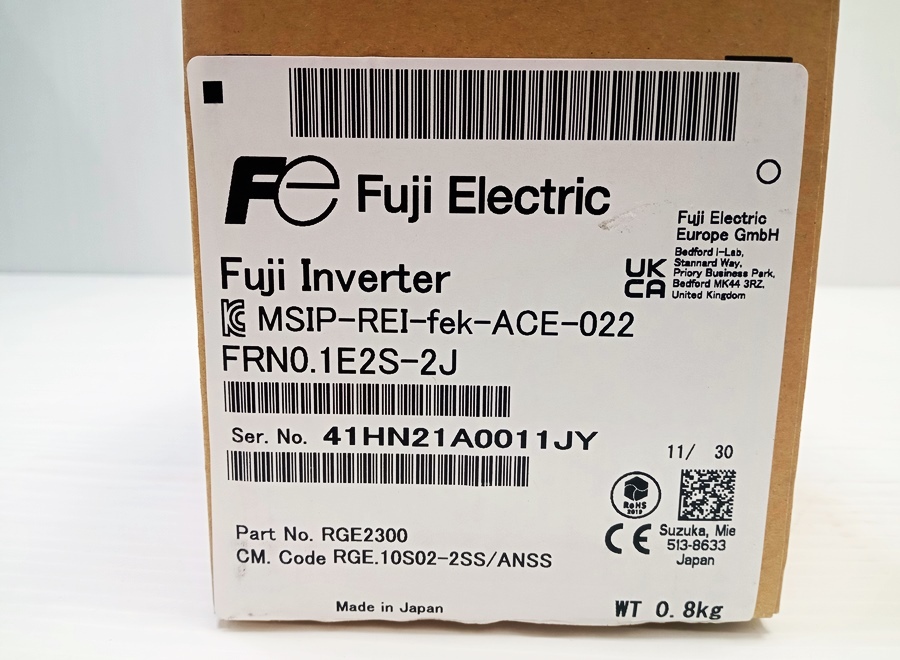 Fe Fuji Electric
Fuji Electric
Europe GmbH
Bedford i-Lab,
Stannard Way,
Priory Business Park,
Bedford MK44 3RZ,
United Kingdom
UK
CA
Fuji Inverter
KC MSIP-REI-fek-ACE-022
FRN0.1E2S-2J
Ser. No. 41HN21A0011JY
11/ 30
RoHS
2019
CE
Suzuka, Mie
513-8633
Japan
Part No. RGE2300
CM. Code RGE.10S02-2SS/ANSS
Made in Japan
WT 0.8kg